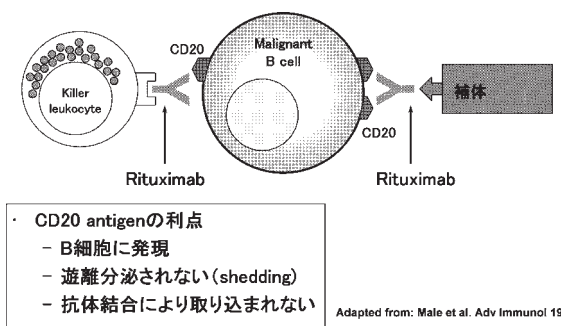 CD20
Malignant
B cell
Killer
leukocyte
補体
CD20
Rituximab
Rituximab
・ CD20 antigenの利点
− B細胞に発現
− 遊離分泌されない（shedding)
− 抗体結合により取り込まれない
Adapted from: Male et al. Adv Immunol 19